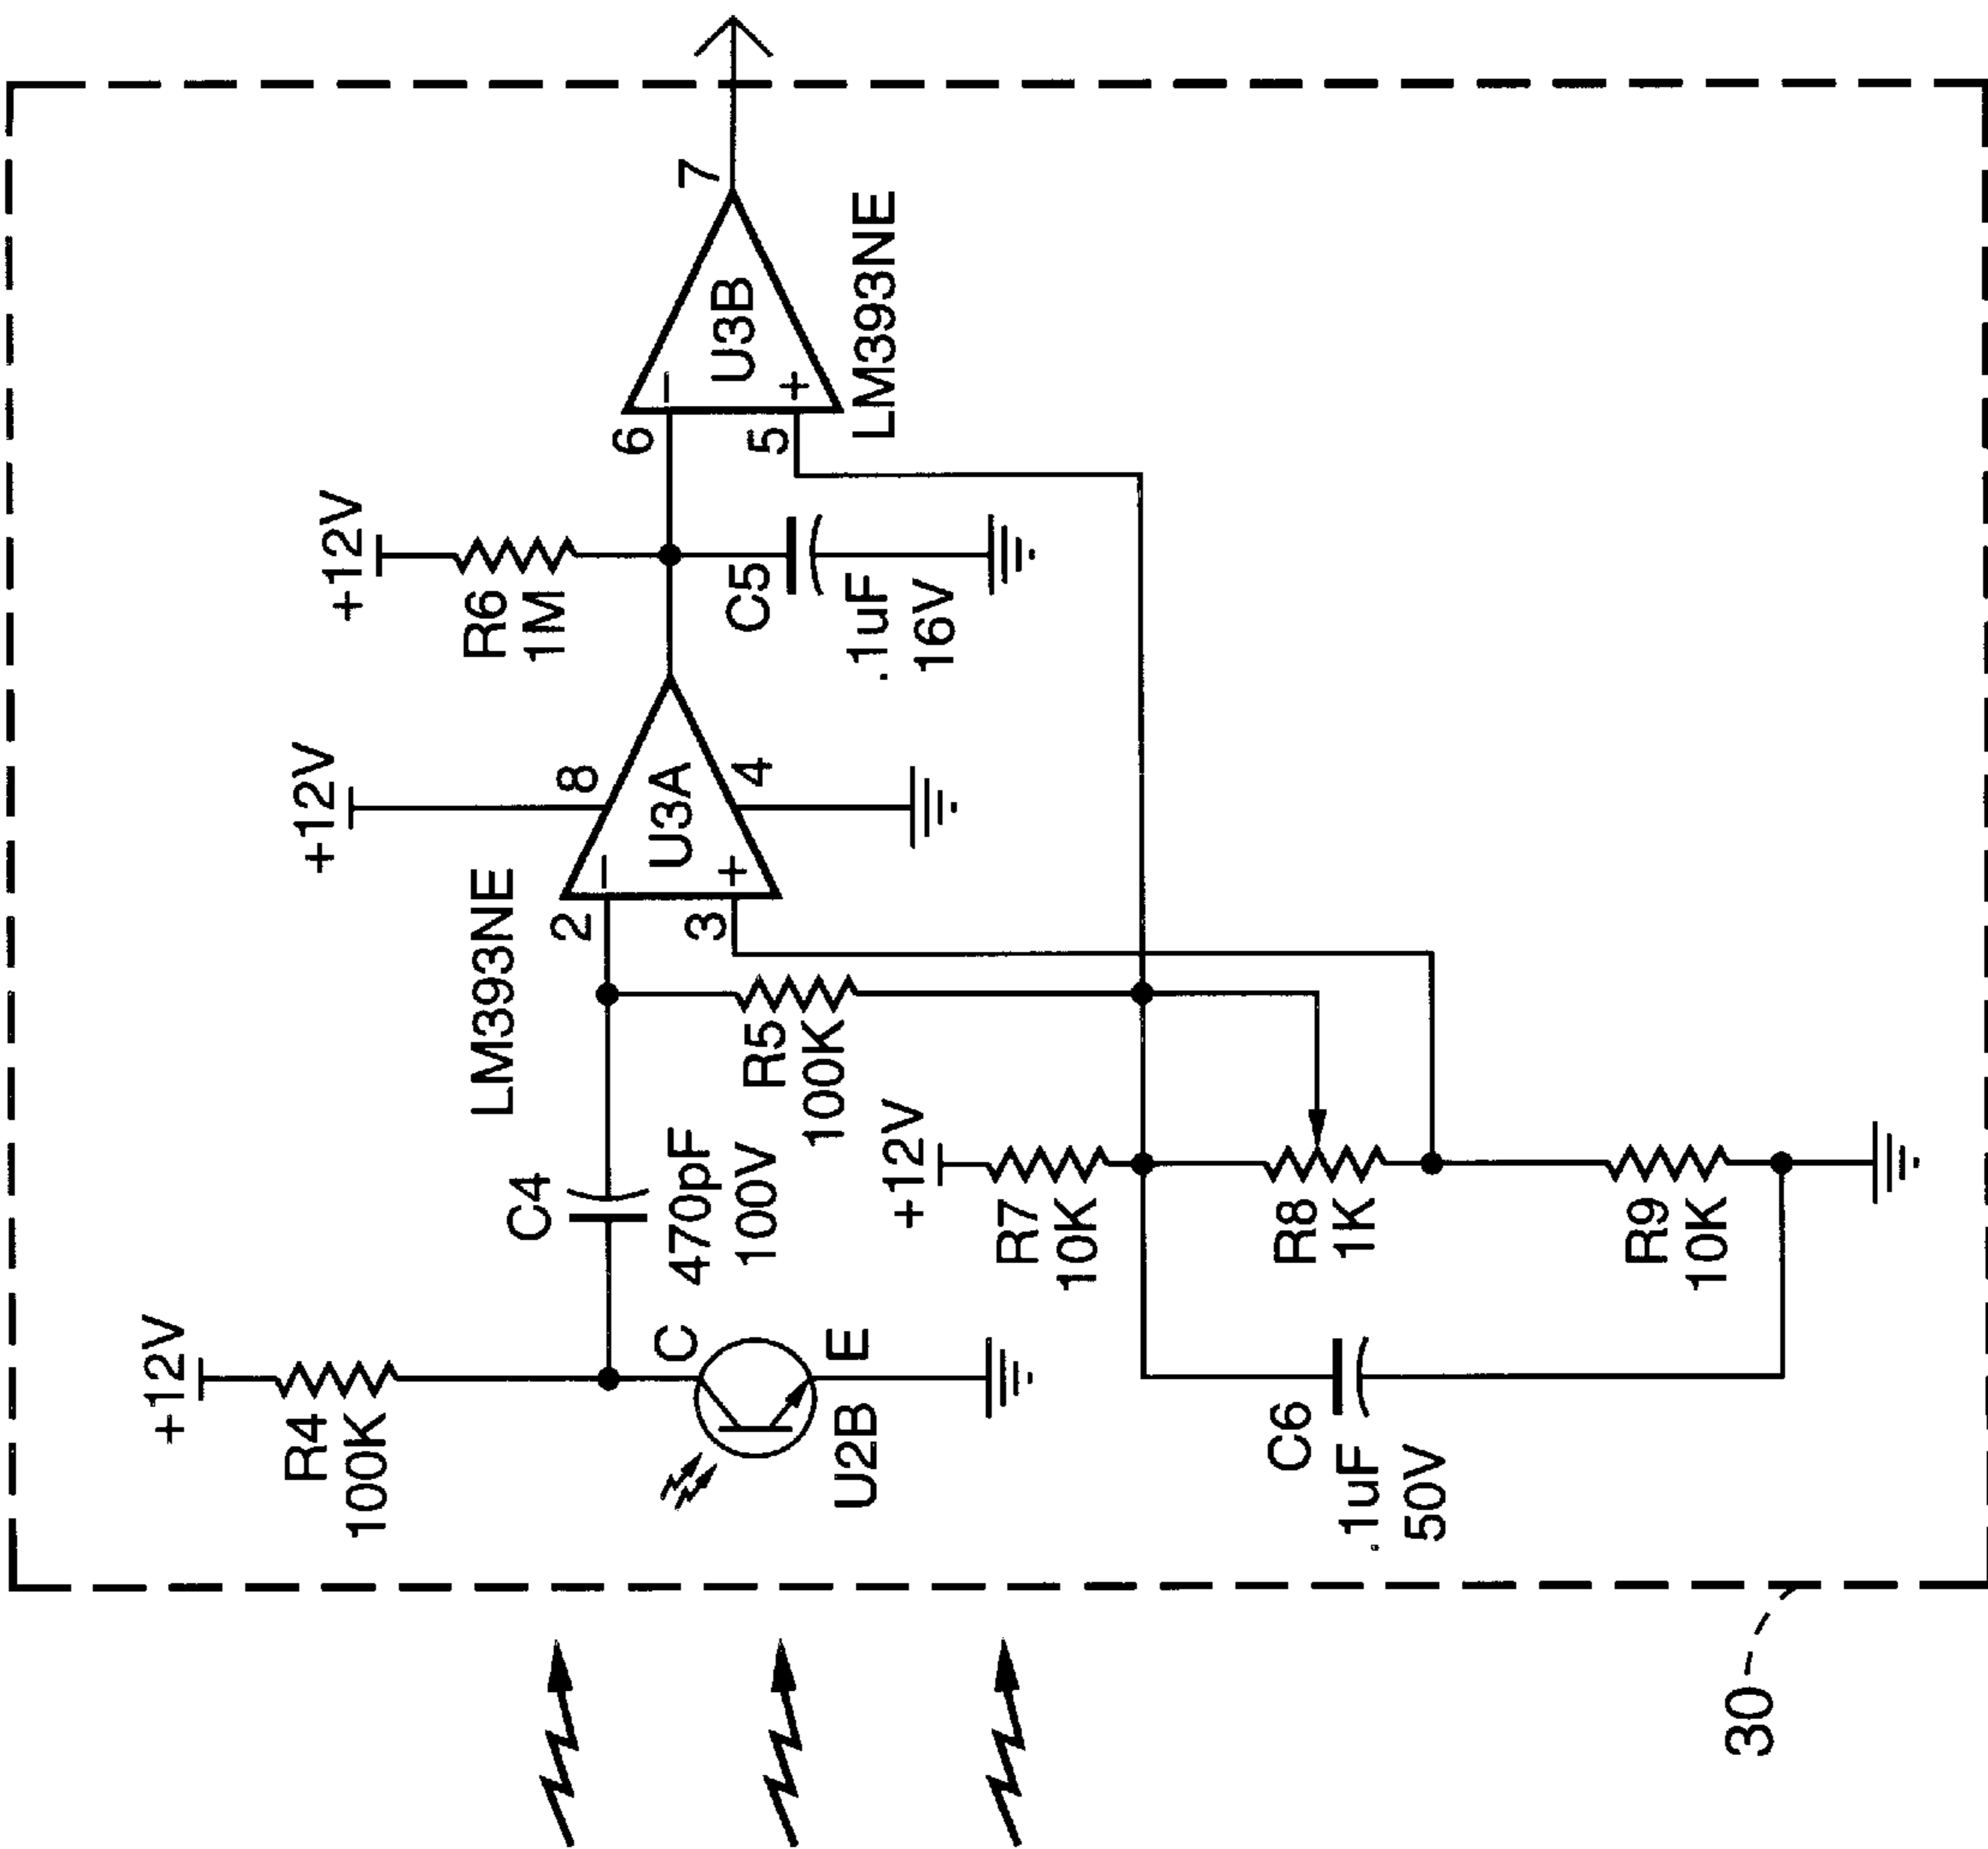 +12V
R4
100K
C
E
U2B
C4
470pF
100V
LM393NE
2
3
−
+
U3A
8
4
+12V
R5
100K
+12V
R7
10K
R8
1K
R9
10K
C6
.1uF
50V
+12V
R6
1M
C5
.1uF
16V
6
5
−
+
U3B
7
LM393NE
30